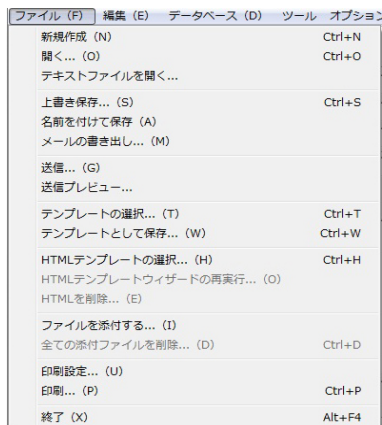 ファイル（F） 編集（E） データベース（D） ツール オプション
新規作成（N） Ctrl+N
開く...（O） Ctrl+O
テキストファイルを開く...
上書き保存...（S） Ctrl+S
名前を付けて保存（A）
メールの書き出し...（M）
送信...（G）
送信プレビュー...
テンプレートの選択...（T） Ctrl+T
テンプレートとして保存...（W） Ctrl+W
HTMLテンプレートの選択...（H） Ctrl+H
HTMLテンプレートウィザードの再実行...（O）
HTMLを削除...（E）
ファイルを添付する...（I）
全ての添付ファイルを削除...（D） Ctrl+D
印刷設定...（U）
印刷...（P） Ctrl+P
終了（X） Alt+F4